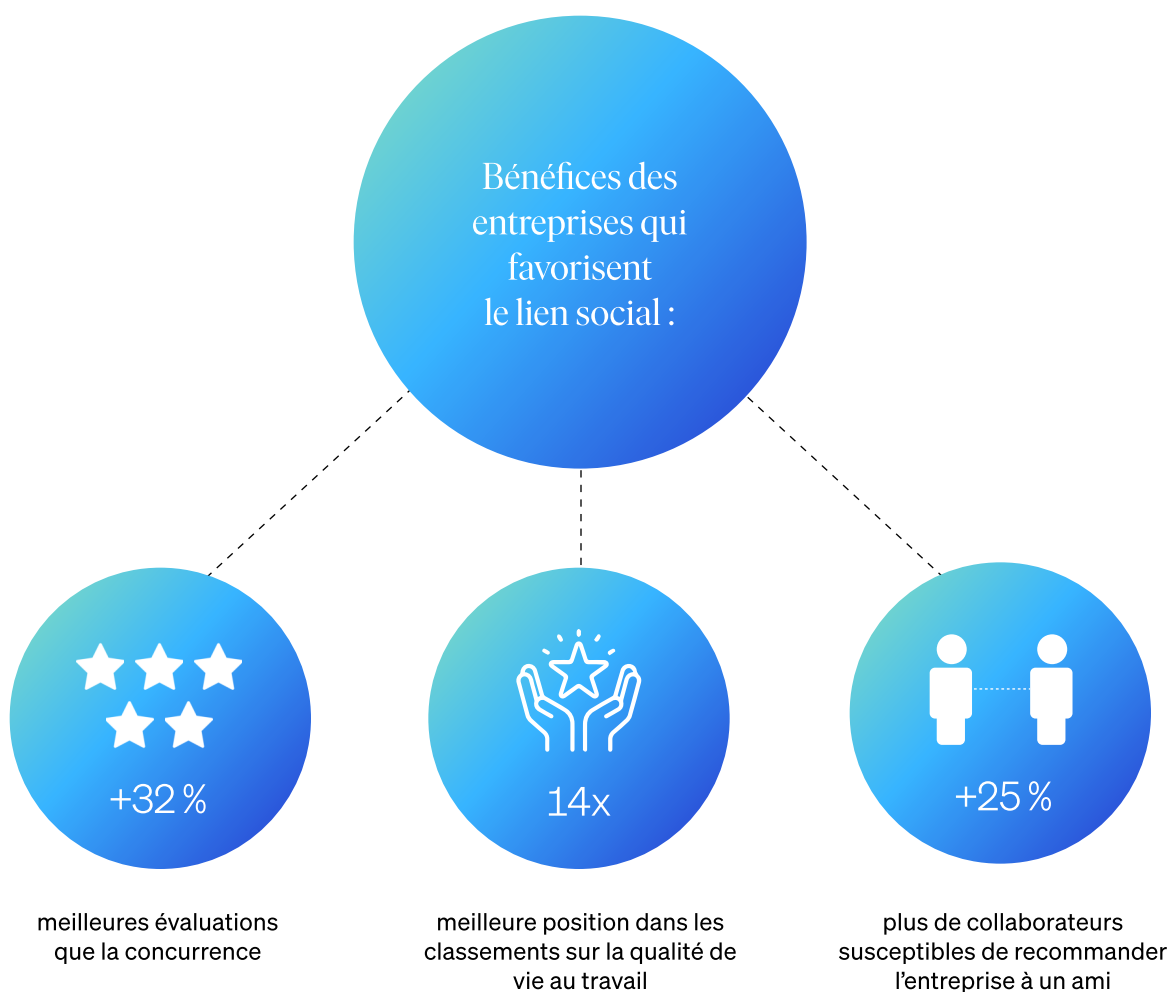 Bénéfices des
entreprises qui
favorisent
le lien social :
+32 %
14x
+25 %
meilleures évaluations
que la concurrence
meilleure position dans les
classements sur la qualité de
vie au travail
plus de collaborateurs
susceptibles de recommander
l’entreprise à un ami